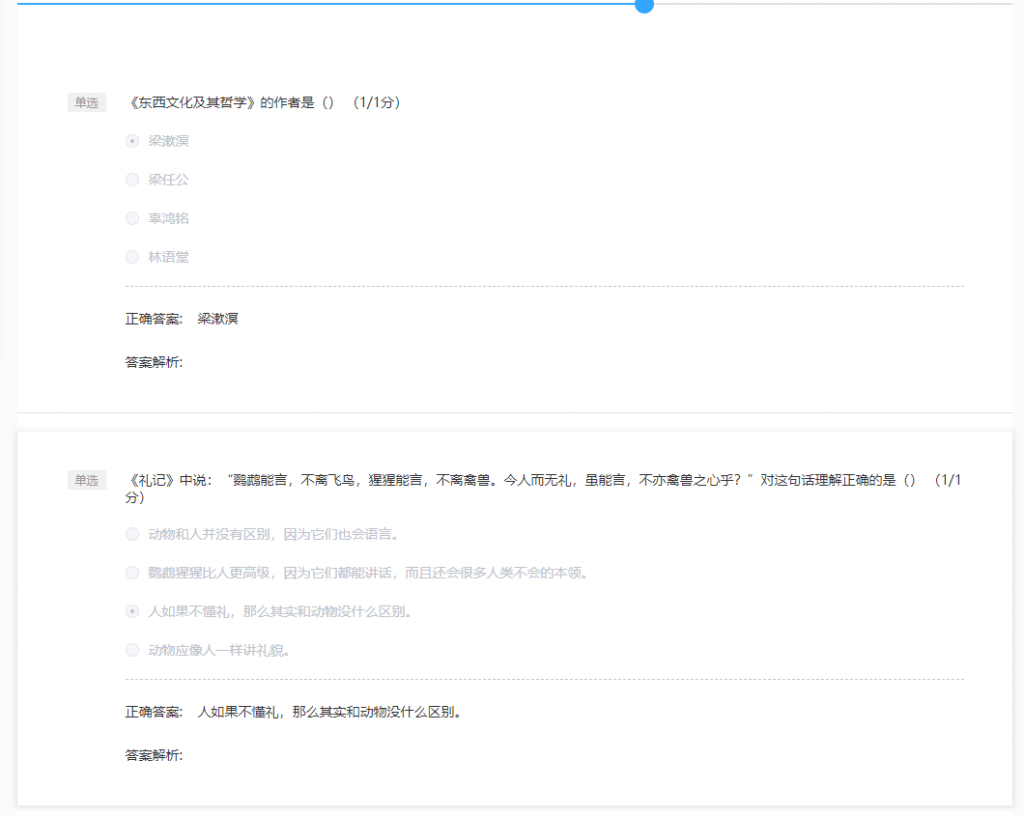 单选 《东西文化及其哲学》的作者是（） （1/1分）
梁漱溟
梁任公
辜鸿铭
林语堂
正确答案: 梁漱溟
答案解析:
单选 《礼记》中说：“鹦鹉能言，不离飞鸟，猩猩能言，不离禽兽。今人而无礼，虽能言，不亦禽兽之心乎？”对这句话理解正确的是（） （1/1
分）
动物和人并没有区别，因为它们也会语言。
鹦鹉猩猩比人更高级，因为它们都能讲话，而且还会很多人类不会的本领。
人如果不懂礼，那么其实和动物没什么区别。
动物应像人一样讲礼貌。
正确答案: 人如果不懂礼，那么其实和动物没什么区别。
答案解析: